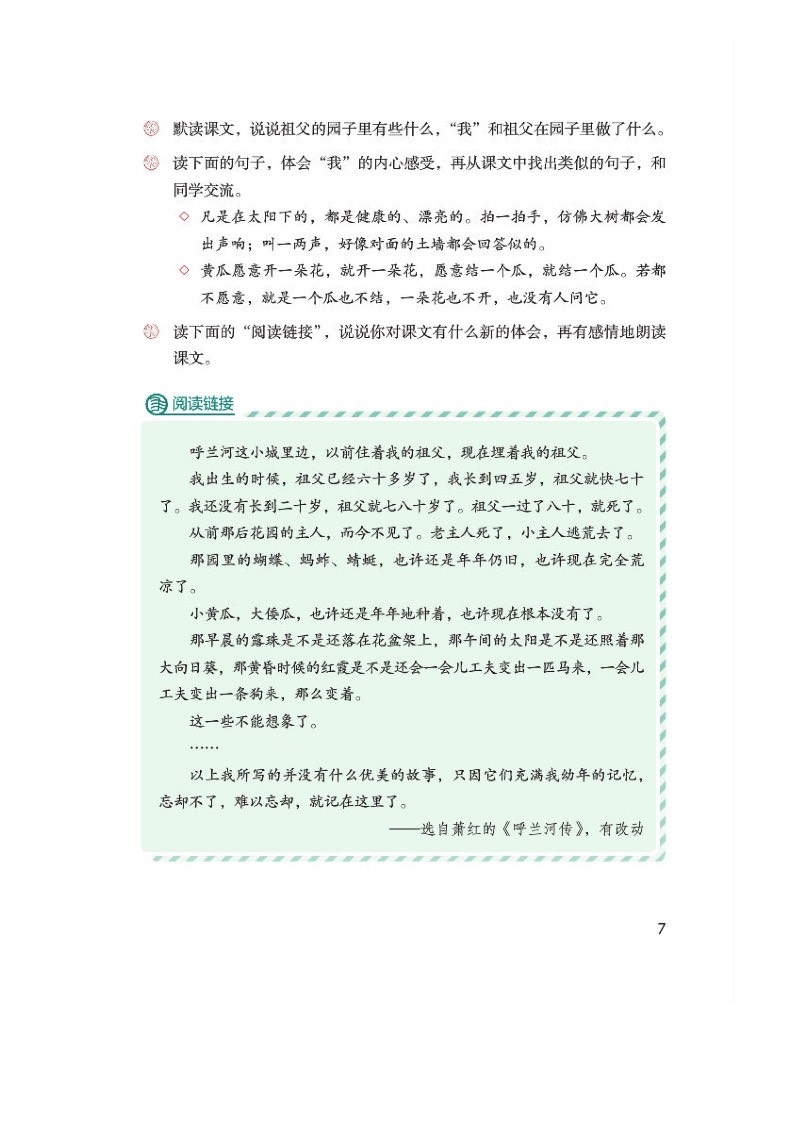 默读课文，说说祖父的园子里有些什么，“我”和祖父在园子里做了什么。
读下面的句子，体会“我”的内心感受，再从课文中找出类似的句子，和
同学交流。
◇ 凡是在太阳下的，都是健康的、漂亮的。拍一拍手，仿佛大树都会发
出声响；叫一两声，好像对面的土墙都会回答似的。
◇ 黄瓜愿意开一朵花，就开一朵花，愿意结一个瓜，就结一个瓜。若都
不愿意，就是一个瓜也不结，一朵花也不开，也没有人问它。
读下面的“阅读链接”，说说你对课文有什么新的体会，再有感情地朗读
课文。
阅读链接
呼兰河这小城里边，以前住着我的祖父，现在埋着我的祖父。
我出生的时候，祖父已经六十多岁了，我长到四五岁，祖父就快七十
了。我还没有长到二十岁，祖父就七八十岁了。祖父一过了八十，就死了。
从前那后花园的主人，而今不见了。老主人死了，小主人逃荒去了。
那园里的蝴蝶、蚂蚱、蜻蜓，也许还是年年仍旧，也许现在完全荒
凉了。
小黄瓜，大倭瓜，也许还是年年地种着，也许现在根本没有了。
那早晨的露珠是不是还落在花盆架上，那午间的太阳是不是还照着那
大向日葵，那黄昏时候的红霞是不是还会一会儿工夫变出一匹马来，一会儿
工夫变出一条狗来，那么变着。
这一些不能想象了。
……
以上我所写的并没有什么优美的故事，只因它们充满我幼年的记忆，
忘却不了，难以忘却，就记在这里了。
——选自萧红的《呼兰河传》，有改动
7